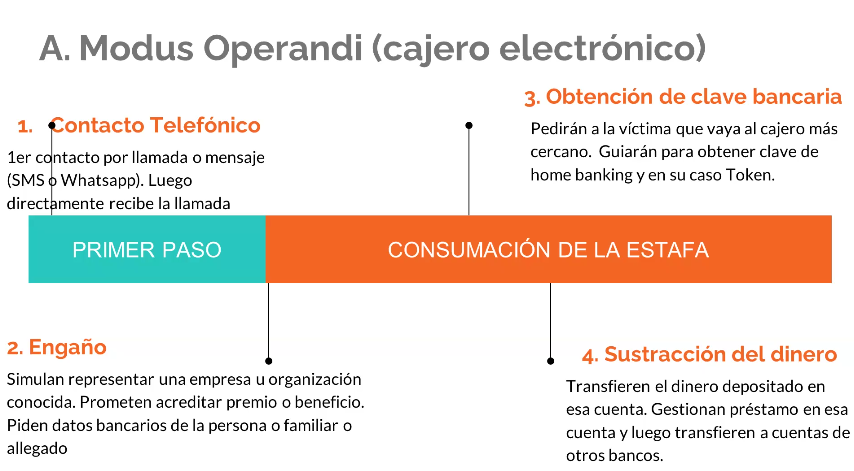 A. Modus Operandi (cajero electrónico)
1. Contacto Telefónico
1er contacto por llamada o mensaje
(SMS o Whatsapp). Luego
directamente recibe la llamada
3. Obtención de clave bancaria
Pedirán a la víctima que vaya al cajero más
cercano. Guiarán para obtener clave de
home banking y en su caso Token.
PRIMER PASO
CONSUMACIÓN DE LA ESTAFA
2. Engaño
Simulan representar una empresa u organización
conocida. Prometen acreditar premio o beneficio.
Piden datos bancarios de la persona o familiar o
allegado
4. Sustracción del dinero
Transfieren el dinero depositado en
esa cuenta. Gestionan préstamo en esa
cuenta y luego transfieren a cuentas de
otros bancos.